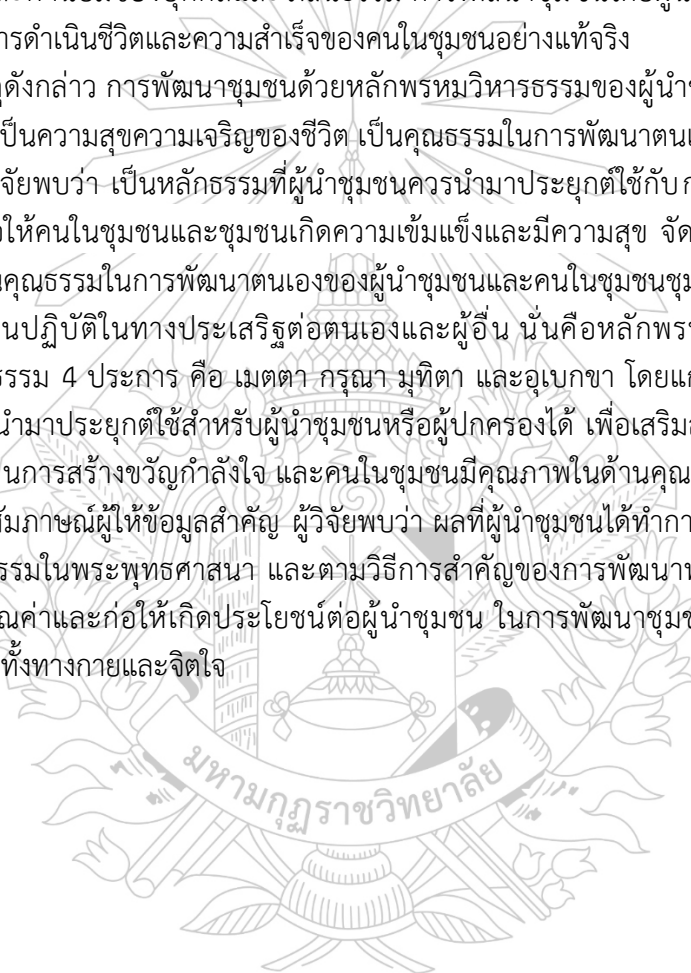 การดำเนินชีวิตและความสำเร็จของคนในชุมชนอย่างแท้จริง
ดังกล่าว การพัฒนาชุมชนด้วยหลักพรหมวิหารธรรมของผู้นำ
เป็นความสุขความเจริญของชีวิต เป็นคุณธรรมในการพัฒนาตน
จัยพบว่า เป็นหลักธรรมที่ผู้นำชุมชนควรนำมาประยุกต์ใช้กับ
ให้คนในชุมชนและชุมชนเกิดความเข้มแข็งและมีความสุข จัด
นคุณธรรมในการพัฒนาตนเองของผู้นำชุมชนและคนในชุมชน
นปฏิบัติในทางประเสริฐต่อตนเองและผู้อื่น นั่นคือหลักพร
ธรรม 4 ประการ คือ เมตตา กรุณา มุทิตา และอุเบกขา โดย
นำมาประยุกต์ใช้สำหรับผู้นำชุมชนหรือผู้ปกครองได้ เพื่อเสริม
นการสร้างขวัญกำลังใจ และคนในชุมชนมีคุณภาพในด้านคุณ
สัมภาษณ์ผู้ให้ข้อมูลสำคัญ ผู้วิจัยพบว่า ผลที่ผู้นำชุมชนได้ทำกา
รรมในพระพุทธศาสนา และตามวิธีการสำคัญของการพัฒนา
ณค่าและก่อให้เกิดประโยชน์ต่อผู้นำชุมชน ในการพัฒนาชุมช
ทั้งทางกายและจิตใจ
มหามกุฏราชวิทยาลัย